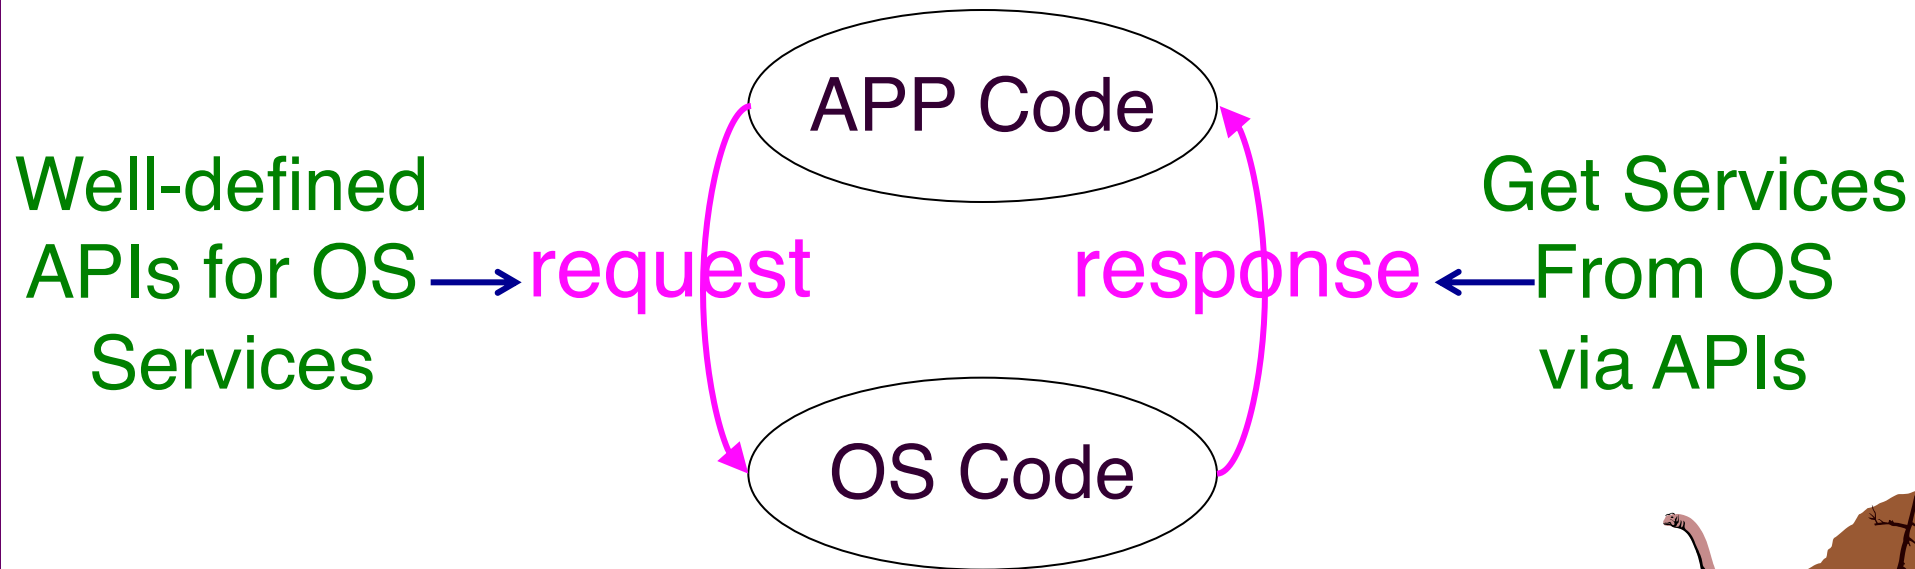 APP Code
Well-defined
APIs for OS
Services
request
response
Get Services
From OS
via APIs
OS Code